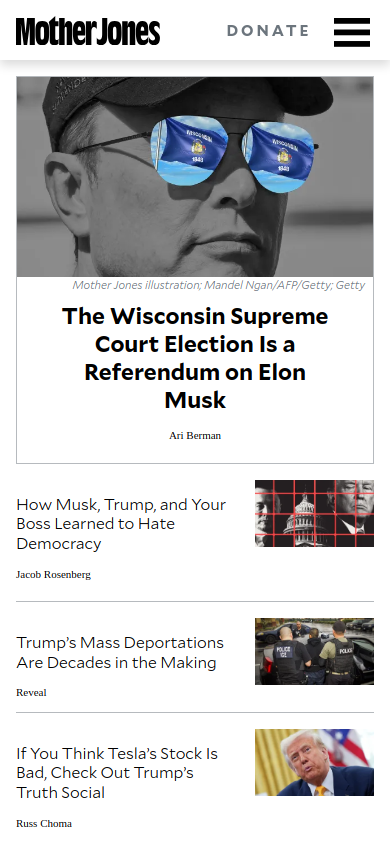 Mother Jones
DONATE
WISCONSIN
1848
WISCONSIN
1848
Mother Jones illustration; Mandel Ngan/AFP/Getty; Getty
The Wisconsin Supreme
Court Election Is a
Referendum on Elon
Musk
Ari Berman
How Musk, Trump, and Your
Boss Learned to Hate
Democracy
Jacob Rosenberg
Trump’s Mass Deportations
Are Decades in the Making
POLICE
ICE
POLICE
Reveal
If You Think Tesla’s Stock Is
Bad, Check Out Trump’s
Truth Social
Russ Choma